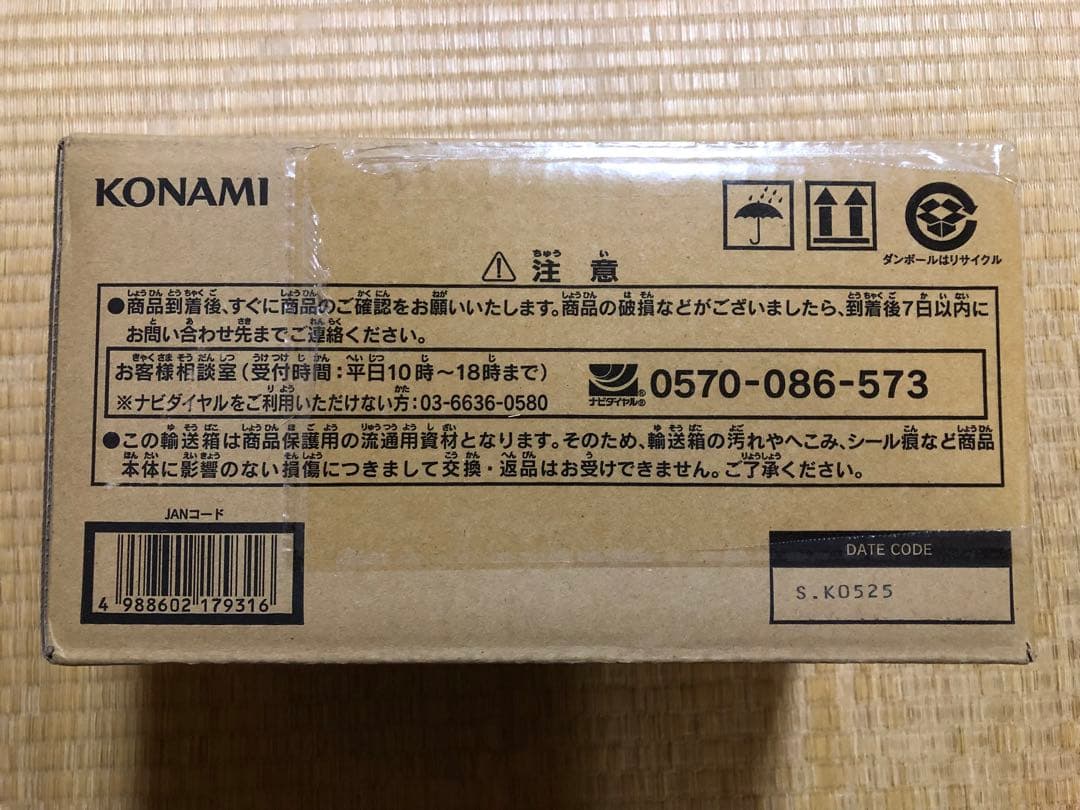 KONAMI
ダンボールはリサイクル
⚠ 注意
●商品到着後、すぐに商品のご確認をお願いいたします。商品の破損などがございましたら、到着後7日以内に
お問い合わせ先までご連絡ください。
お客様相談室(受付時間:平日10時～18時まで)
※ナビダイヤルをご利用いただけない方:03-6636-0580
ナビダイヤル® 0570-086-573
●この輸送箱は商品保護用の流通用資材となります。そのため、輸送箱の汚れやへこみ、シール痕など商品
本体に影響のない損傷につきまして交換・返品はお受けできません。ご了承ください。
JANコード
4 988602 179316
DATE CODE
S.K0525